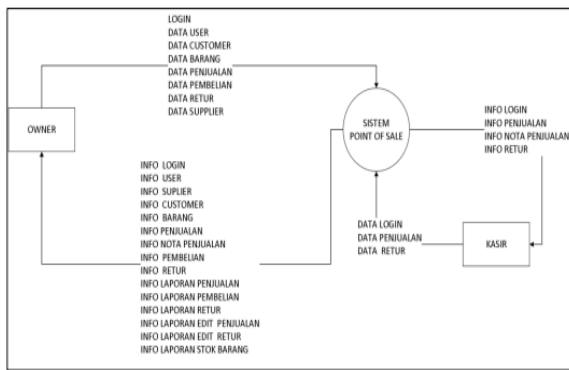 LOGIN
DATA USER
DATA CUSTOMER
DATA BARANG
DATA PENJUALAN
DATA PEMBELIAN
DATA RETUR
DATA SUPPLIER
OWNER
SISTEM
POINT OF SALE
INFO LOGIN
INFO PENJUALAN
INFO NOTA PENJUALAN
INFO RETUR
INFO LOGIN
INFO USER
INFO SUPLIER
INFO CUSTOMER
INFO BARANG
INFO PENJUALAN
INFO NOTA PENJUALAN
INFO PEMBELIAN
INFO RETUR
INFO LAPORAN PENJUALAN
INFO LAPORAN PEMBELIAN
INFO LAPORAN RETUR
INFO LAPORAN EDIT PENJUALAN
INFO LAPORAN EDIT RETUR
INFO LAPORAN STOK BARANG
DATA LOGIN
DATA PENJUALAN
DATA RETUR
KASIR